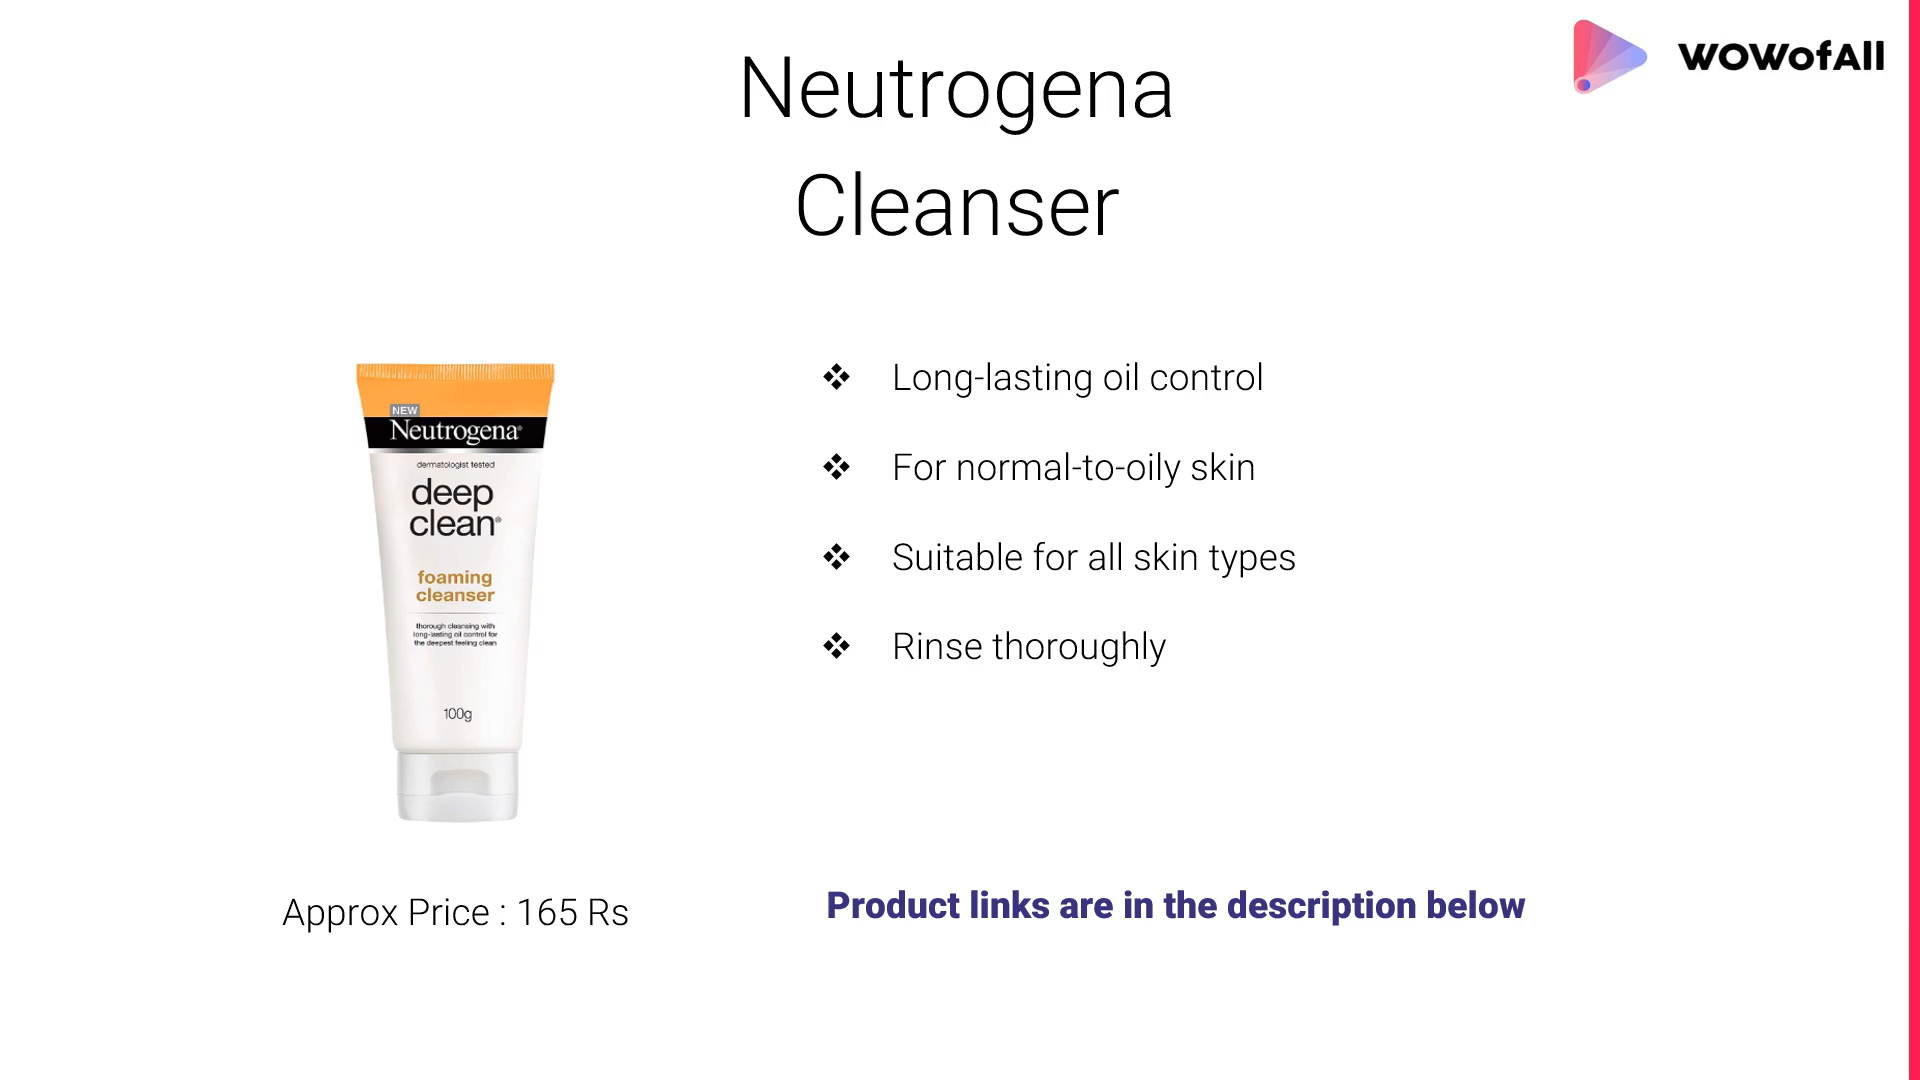 WOWofAll
Neutrogena
Cleanser
NEW
Neutrogena®
dermatologist tested
deep
clean®
foaming
cleanser
thorough cleansing with
long-lasting oil control for
the deepest feeling clean
100g
❖ Long-lasting oil control
❖ For normal-to-oily skin
❖ Suitable for all skin types
❖ Rinse thoroughly
Approx Price : 165 Rs
Product links are in the description below